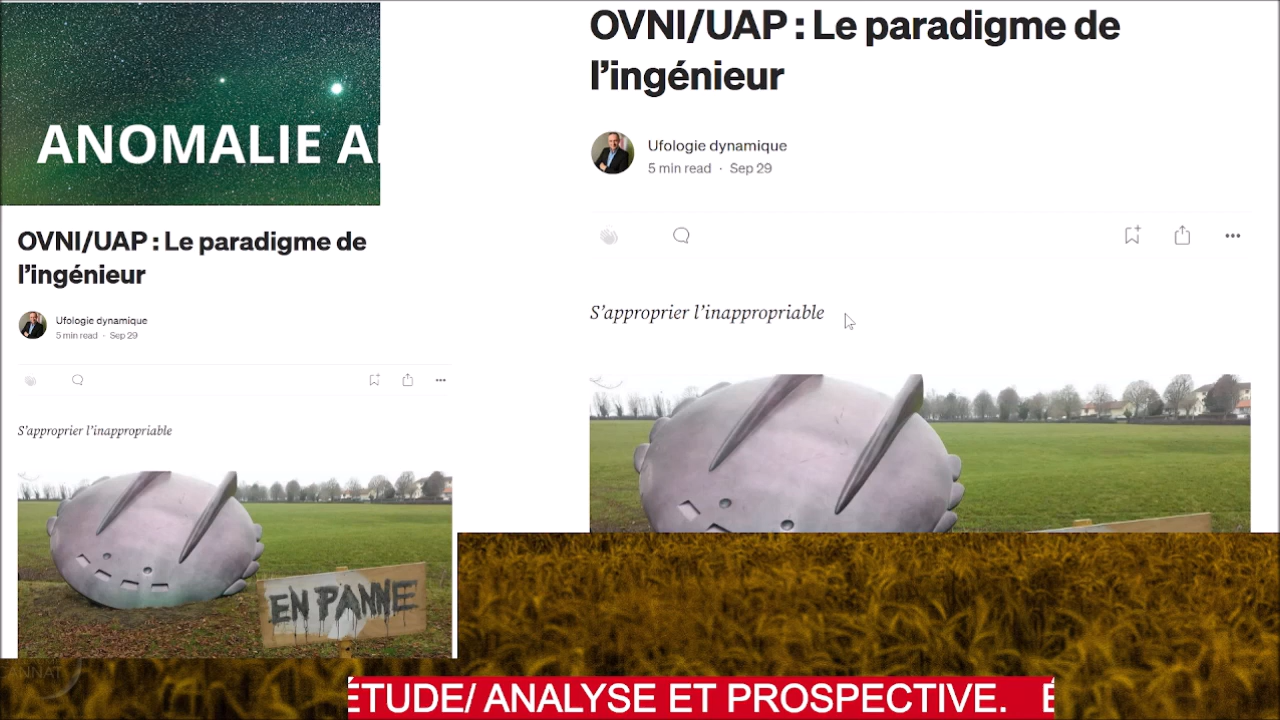 ANOMALIE A
OVNI/UAP : Le paradigme de
l’ingénieur
Ufologie dynamique
5 min read · Sep 29
S’approprier l’inappropriable
EN PANNE
OVNI/UAP : Le paradigme de
l’ingénieur
Ufologie dynamique
5 min read · Sep 29
S’approprier l’inappropriable
CANNAT
ÉTUDE/ ANALYSE ET PROSPECTIVE. É